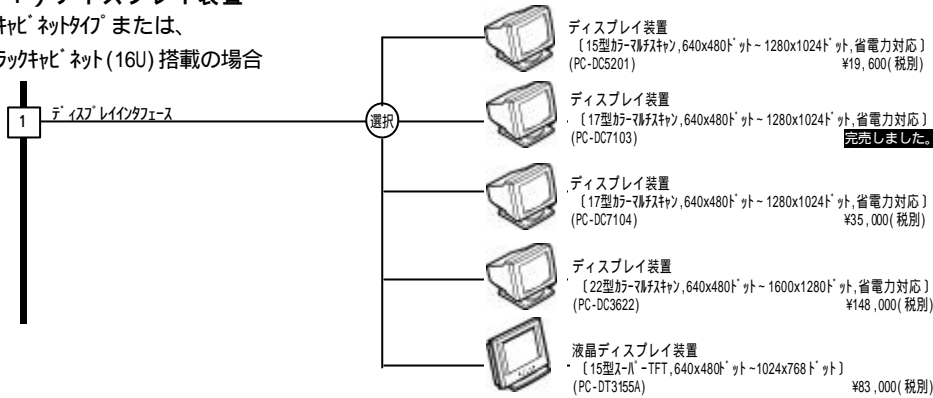 ディスプレイ装置
ｷｬﾋﾞﾈｯﾄﾀｲﾌﾟまたは、
ﾗｯｸｷｬﾋﾞﾈｯﾄ(16U)搭載の場合
1
ﾃﾞｨｽﾌﾟﾚｲｲﾝﾀﾌｪｰｽ
選択
ディスプレイ装置
〔15型ｶﾗｰﾏﾙﾁｽｷｬﾝ,640x480ﾄﾞｯﾄ~1280x1024ﾄﾞｯﾄ,省電力対応〕
(PC-DC5201) ¥19,600(税別)
ディスプレイ装置
〔17型ｶﾗｰﾏﾙﾁｽｷｬﾝ,640x480ﾄﾞｯﾄ~1280x1024ﾄﾞｯﾄ,省電力対応〕
(PC-DC7103) 完売しました。
ディスプレイ装置
〔17型ｶﾗｰﾏﾙﾁｽｷｬﾝ,640x480ﾄﾞｯﾄ~1280x1024ﾄﾞｯﾄ,省電力対応〕
(PC-DC7104) ¥35,000(税別)
ディスプレイ装置
〔22型ｶﾗｰﾏﾙﾁｽｷｬﾝ,640x480ﾄﾞｯﾄ~1600x1280ﾄﾞｯﾄ,省電力対応〕
(PC-DC3622) ¥148,000(税別)
液晶ディスプレイ装置
〔15型ｽｰﾊﾟｰTFT,640x480ﾄﾞｯﾄ~1024x768ﾄﾞｯﾄ〕
(PC-DT3155A) ¥83,000(税別)